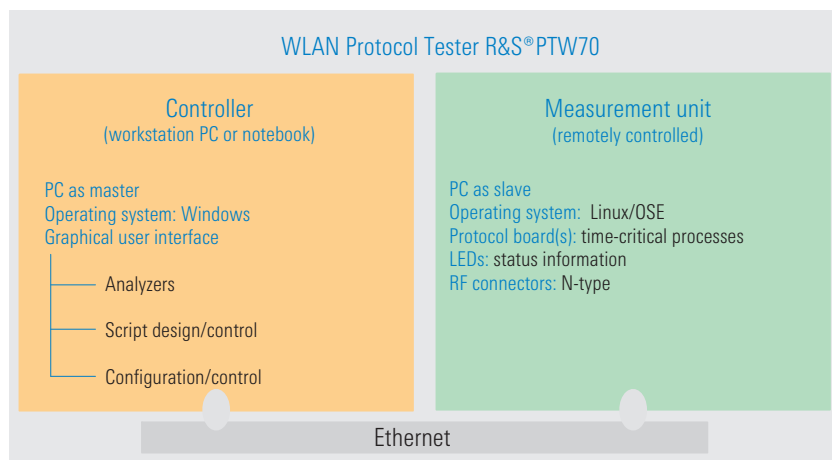 WLAN Protocol Tester R&S®PTW70
Controller
(workstation PC or notebook)
PC as master
Operating system: Windows
Graphical user interface
Analyzers
Script design/control
Configuration/control
Measurement unit
(remotely controlled)
PC as slave
Operating system: Linux/OSE
Protocol board(s): time-critical processes
LEDs: status information
RF connectors: N-type
Ethernet